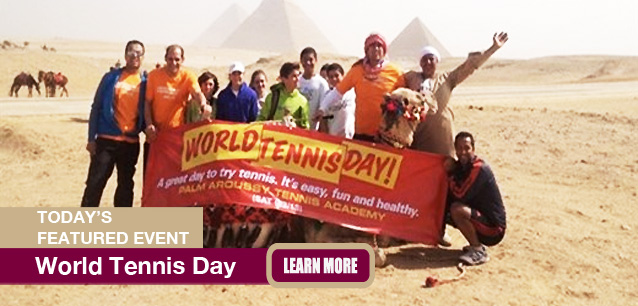 WORLD TENNIS DAY!
A great day to try tennis. It's easy, fun and healthy.
PALM AROUSSY TENNIS ACADEMY
TODAY'S
FEATURED EVENT
World Tennis Day
LEARN MORE